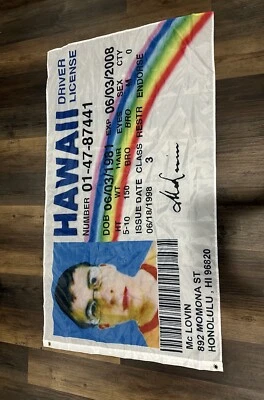 HAWAII DRIVER LICENSE
NUMBER 01-47-87441
DOB 06/03/1981 EXP 06/03/2008
HT WT HAIR EYES SEX CTY
5-10 150 BRO BRO M 0
ISSUE DATE CLASS RESTR ENDORSE
06/18/1998 3
McLovin
Mc LOVIN
892 MOMONA ST
HONOLULU , HI 96820